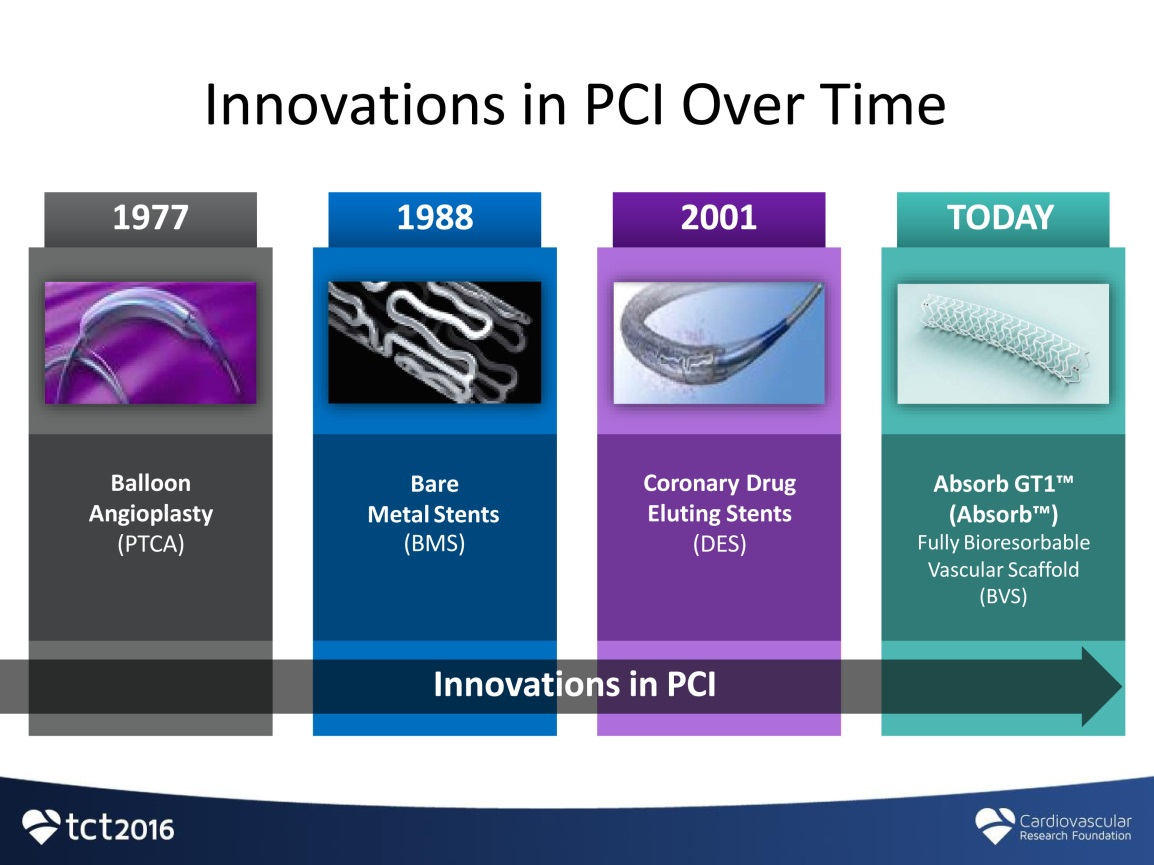 Innovations in PCI Over Time
1977
Balloon
Angioplasty
(PTCA)
1988
Bare
Metal Stents
(BMS)
2001
Coronary Drug
Eluting Stents
(DES)
TODAY
Absorb GT1™
(Absorb™)
Fully Bioresorbable
Vascular Scaffold
(BVS)
Innovations in PCI
tct2016
Cardiovascular
Research Foundation